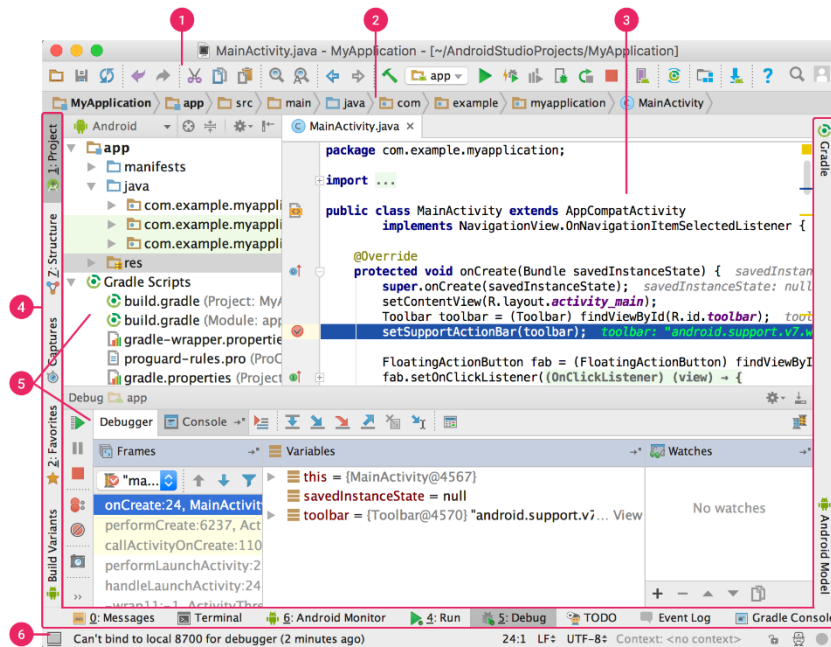 1
2
3
MainActivity.java - MyApplication - [~/AndroidStudioProjects/MyApplication]
app
MyApplication app src main java com example myapplication MainActivity
1: Project
Android
MainActivity.java
Gradle
app
manifests
java
com.example.myappli
com.example.myappli
com.example.myappli
res
Gradle Scripts
build.gradle (Project: MyA
build.gradle (Module: app
gradle-wrapper.propertie
proguard-rules.pro (ProC
gradle.properties (Project
package com.example.myapplication;
import ...
public class MainActivity extends AppCompatActivity
implements NavigationView.OnNavigationItemSelectedListener {
@Override
protected void onCreate(Bundle savedInstanceState) { savedInstan
super.onCreate(savedInstanceState); savedInstanceState: null
setContentView(R.layout.activity_main);
Toolbar toolbar = (Toolbar) findViewById(R.id.toolbar); tool
setSupportActionBar(toolbar); toolbar: "android.support.v7.w
FloatingActionButton fab = (FloatingActionButton) findViewByI
fab.setOnClickListener((OnClickListener) (view) → {
Z: Structure
4
Captures
5
2: Favorites
Build Variants
Debug app
Debugger Console
Frames
Variables
Watches
"ma...
onCreate:24, MainActivit
performCreate:6237, Act
callActivityOnCreate:110
performLaunchActivity:2
handleLaunchActivity:24
-wrap11:-1, ActivityThre
this = {MainActivity@4567}
savedInstanceState = null
toolbar = {Toolbar@4570} "android.support.v7... View
No watches
Android Model
0: Messages Terminal 6: Android Monitor 4: Run 5: Debug TODO Event Log Gradle Console
6
Can't bind to local 8700 for debugger (2 minutes ago)
24:1 LF UTF-8 Context: <no context>